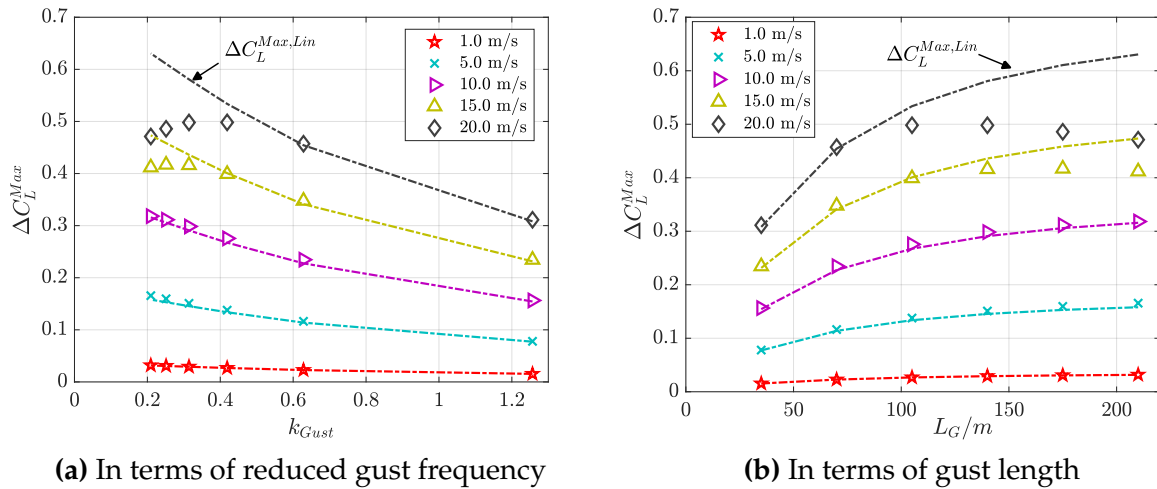 0.7
0.6
0.5
0.4
0.3
0.2
0.1
0
ΔC_L^{Max}
ΔC_L^{Max,Lin}
1.0 m/s
5.0 m/s
10.0 m/s
15.0 m/s
20.0 m/s
0 0.2 0.4 0.6 0.8 1.0 1.2
k_{Gust}
(a) In terms of reduced gust frequency
0.7
0.6
0.5
0.4
0.3
0.2
0.1
0
ΔC_L^{Max}
1.0 m/s
5.0 m/s
10.0 m/s
15.0 m/s
20.0 m/s
ΔC_L^{Max,Lin}
0 50 100 150 200
L_G/m
(b) In terms of gust length